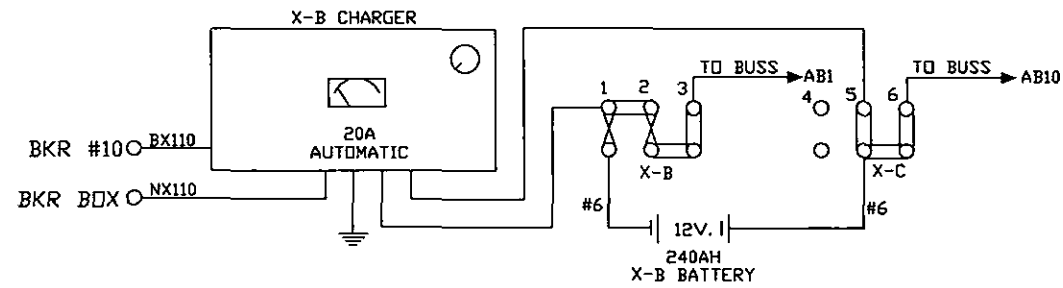 X-B CHARGER
20A
AUTOMATIC
BKR #10
BX110
BKR BOX
NX110
TO BUSS
AB1
TO BUSS
AB10
1
2
3
4
5
6
X-B
X-C
#6
#6
12V.
240AH
X-B BATTERY